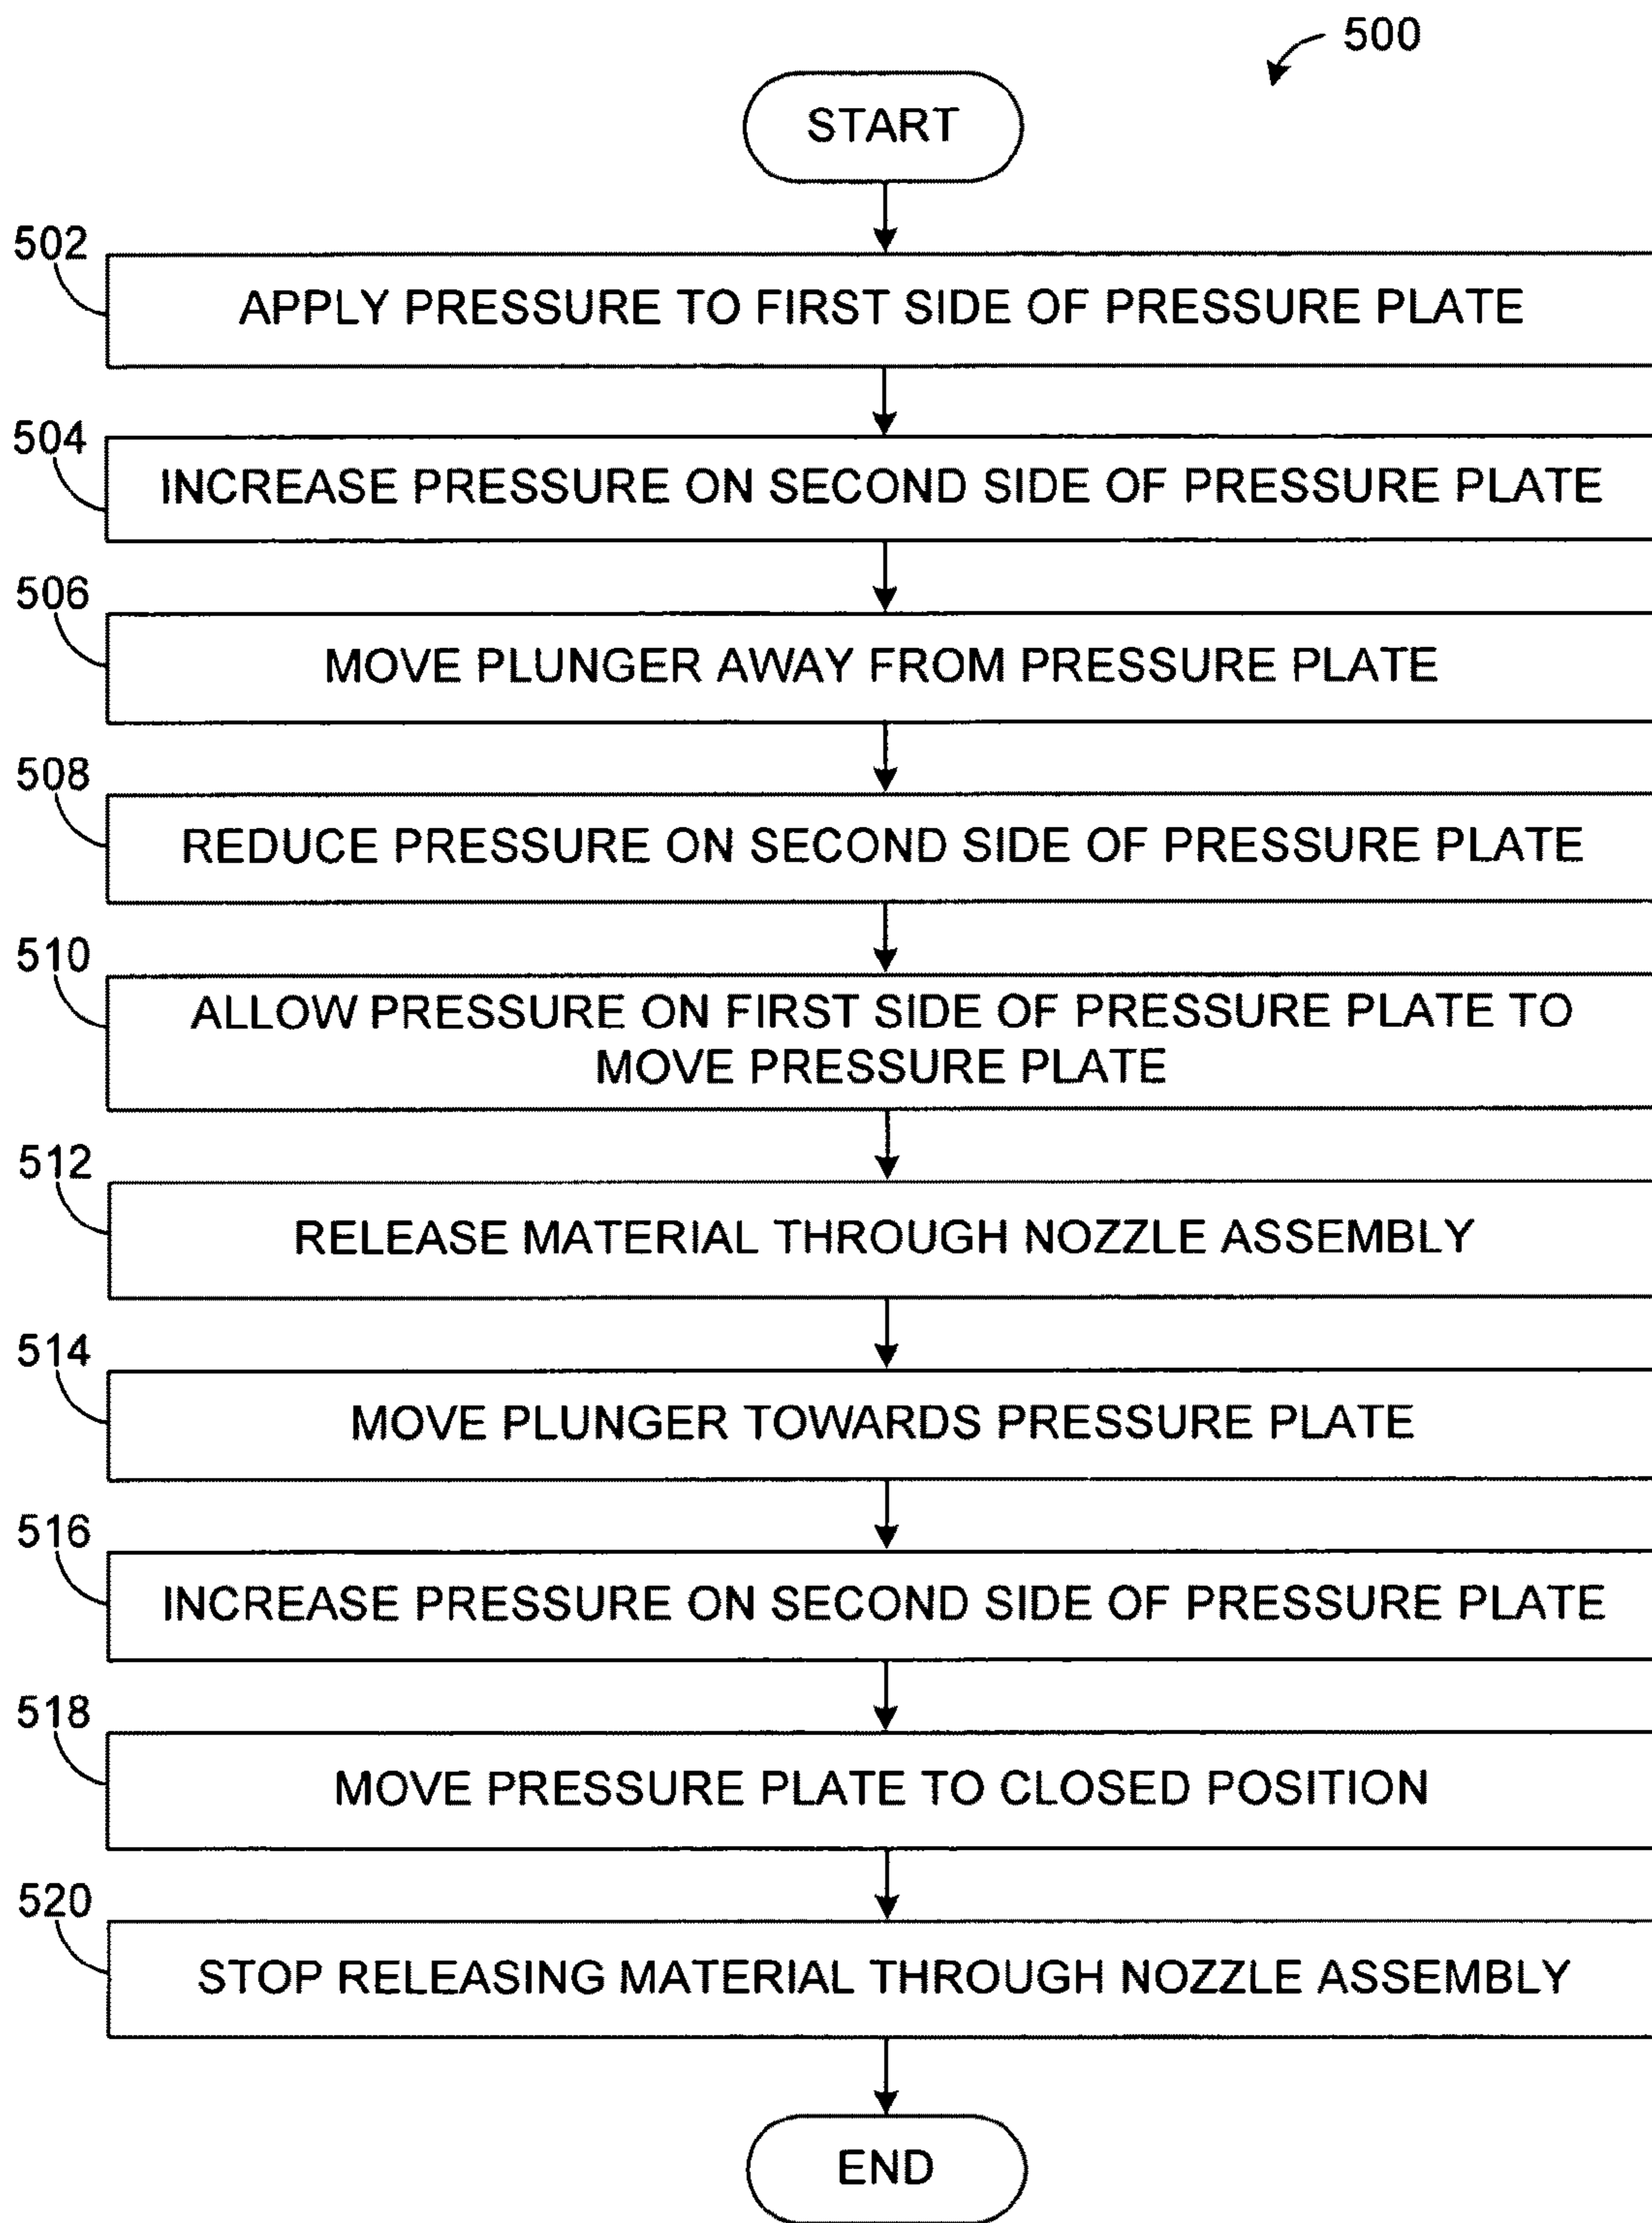 500
START
502
APPLY PRESSURE TO FIRST SIDE OF PRESSURE PLATE
504
INCREASE PRESSURE ON SECOND SIDE OF PRESSURE PLATE
506
MOVE PLUNGER AWAY FROM PRESSURE PLATE
508
REDUCE PRESSURE ON SECOND SIDE OF PRESSURE PLATE
510
ALLOW PRESSURE ON FIRST SIDE OF PRESSURE PLATE TO
MOVE PRESSURE PLATE
512
RELEASE MATERIAL THROUGH NOZZLE ASSEMBLY
514
MOVE PLUNGER TOWARDS PRESSURE PLATE
516
INCREASE PRESSURE ON SECOND SIDE OF PRESSURE PLATE
518
MOVE PRESSURE PLATE TO CLOSED POSITION
520
STOP RELEASING MATERIAL THROUGH NOZZLE ASSEMBLY
END